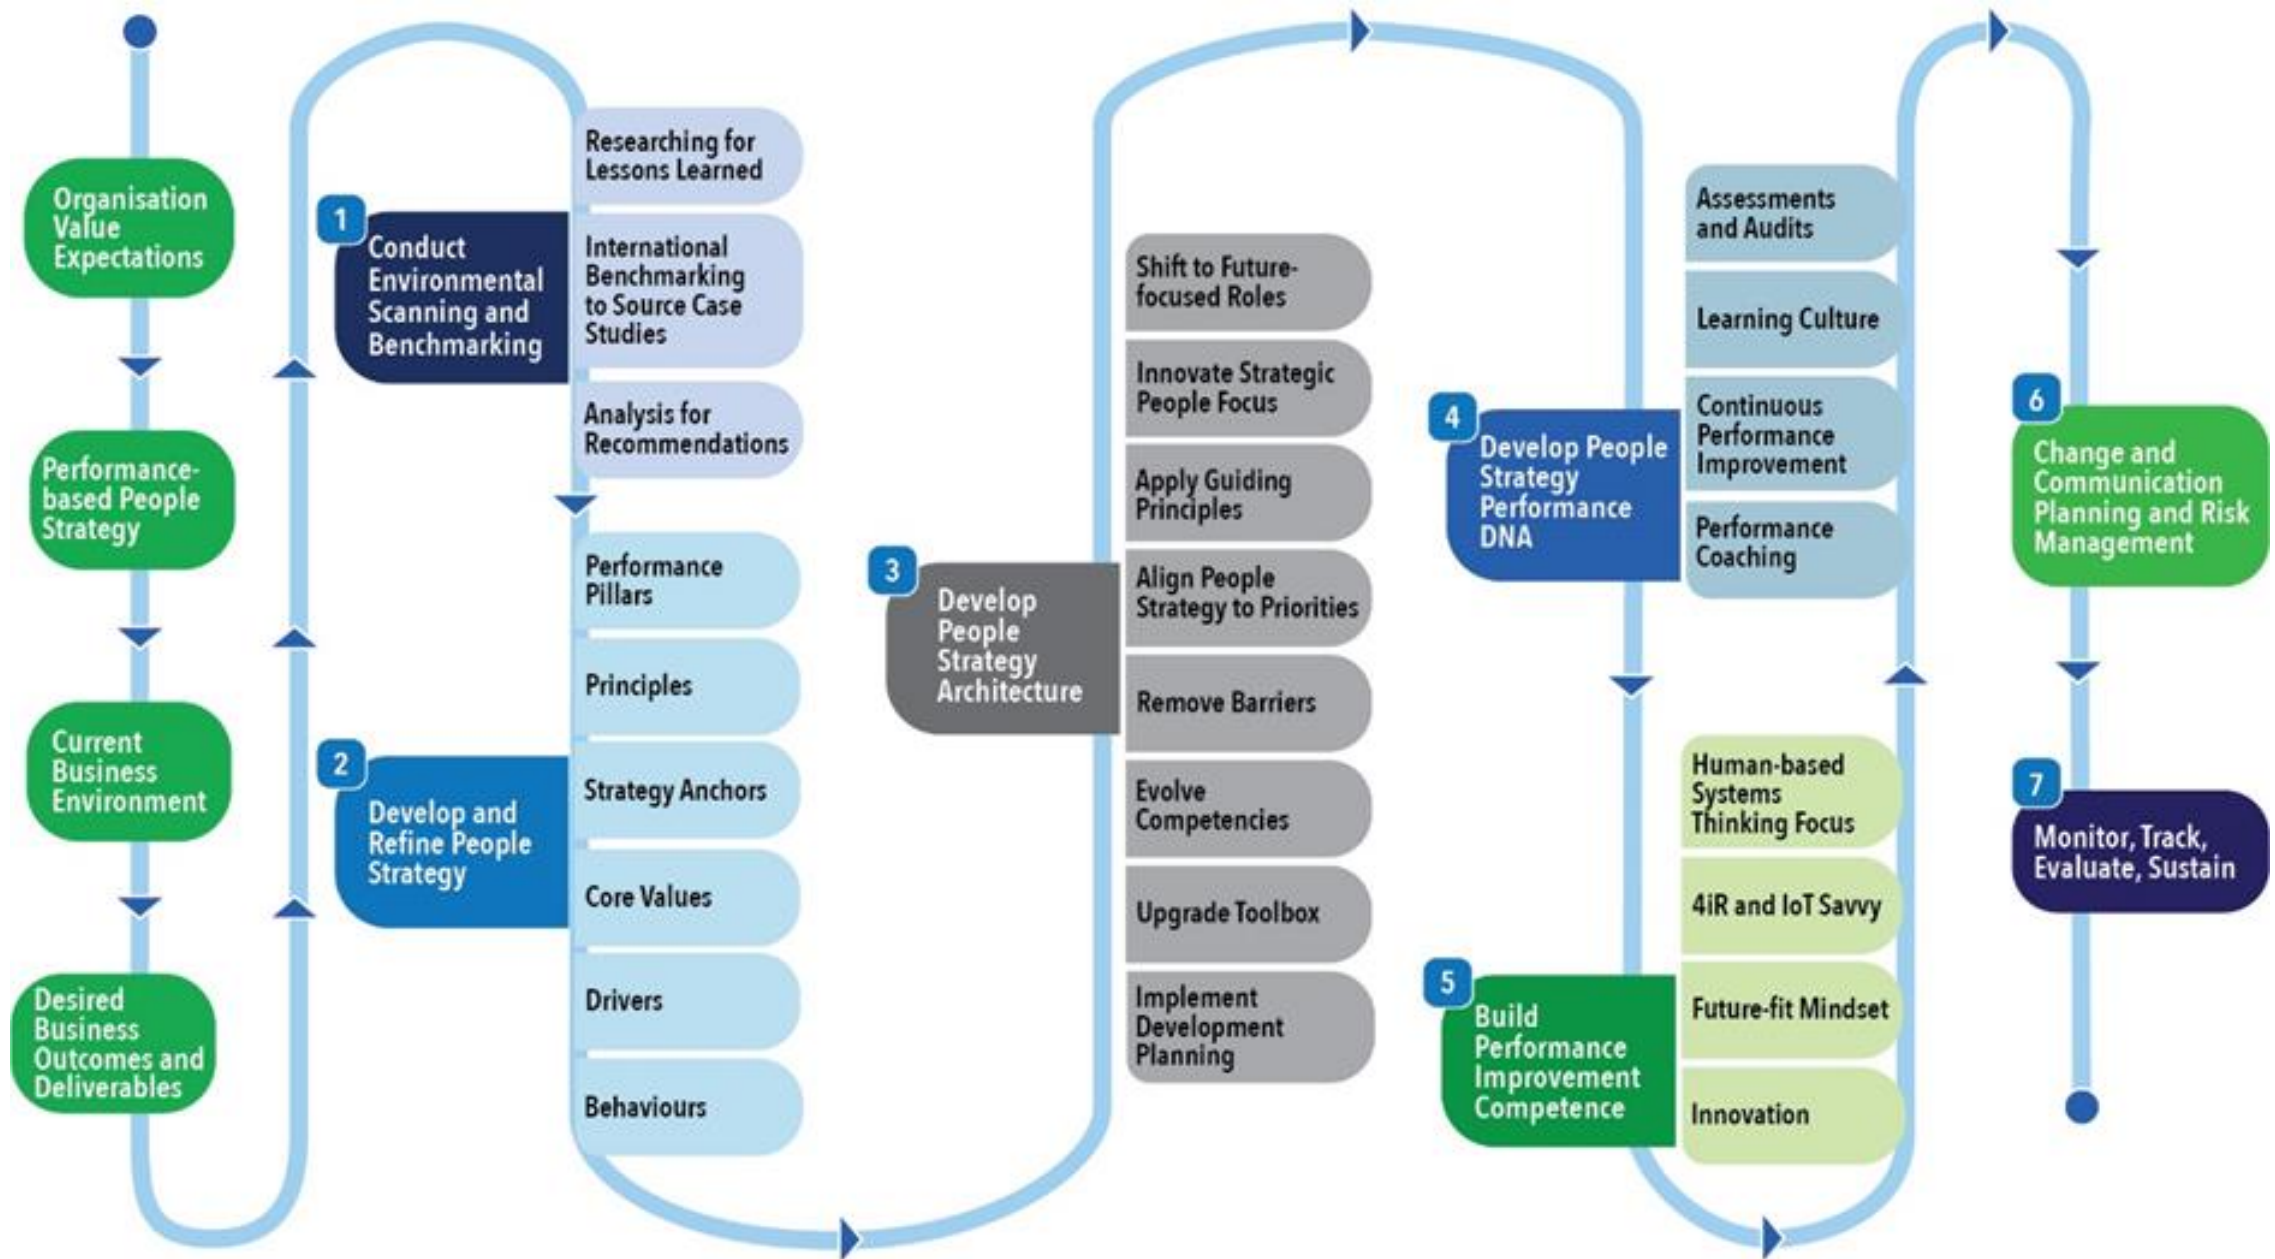 Organisation
Value
Expectations
Performance-
based People
Strategy
Current
Business
Environment
Desired
Business
Outcomes and
Deliverables
1
Conduct
Environmental
Scanning and
Benchmarking
Researching for
Lessons Learned
International
Benchmarking
to Source Case
Studies
Analysis for
Recommendations
2
Develop and
Refine People
Strategy
Performance
Pillars
Principles
Strategy Anchors
Core Values
Drivers
Behaviours
3
Develop
People
Strategy
Architecture
Shift to Future-
focused Roles
Innovate Strategic
People Focus
Apply Guiding
Principles
Align People
Strategy to Priorities
Remove Barriers
Evolve
Competencies
Upgrade Toolbox
Implement
Development
Planning
4
Develop People
Strategy
Performance
DNA
Assessments
and Audits
Learning Culture
Continuous
Performance
Improvement
Performance
Coaching
5
Build
Performance
Improvement
Competence
Human-based
Systems
Thinking Focus
4iR and IoT Savvy
Future-fit Mindset
Innovation
6
Change and
Communication
Planning and Risk
Management
7
Monitor, Track,
Evaluate, Sustain